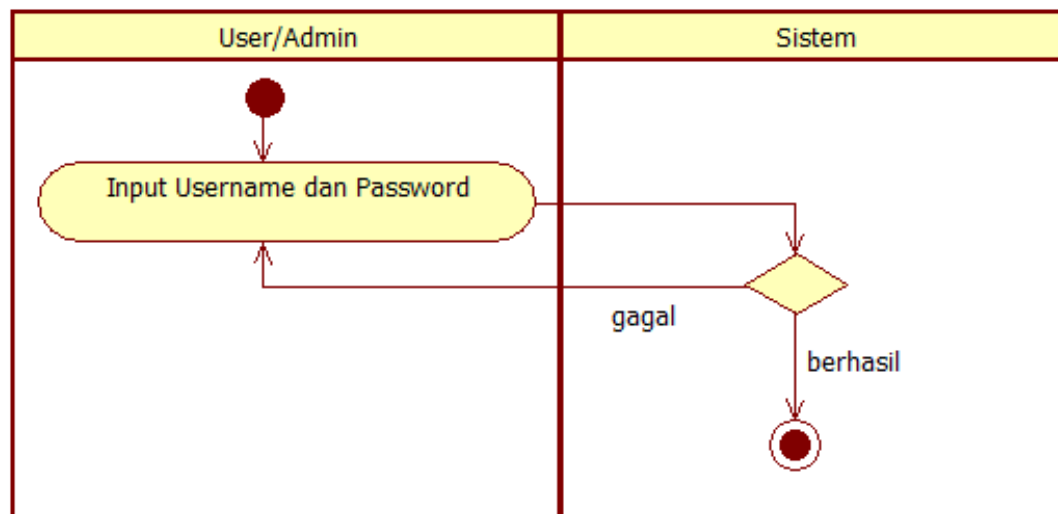 User/Admin
Sistem
Input Username dan Password
gagal
berhasil